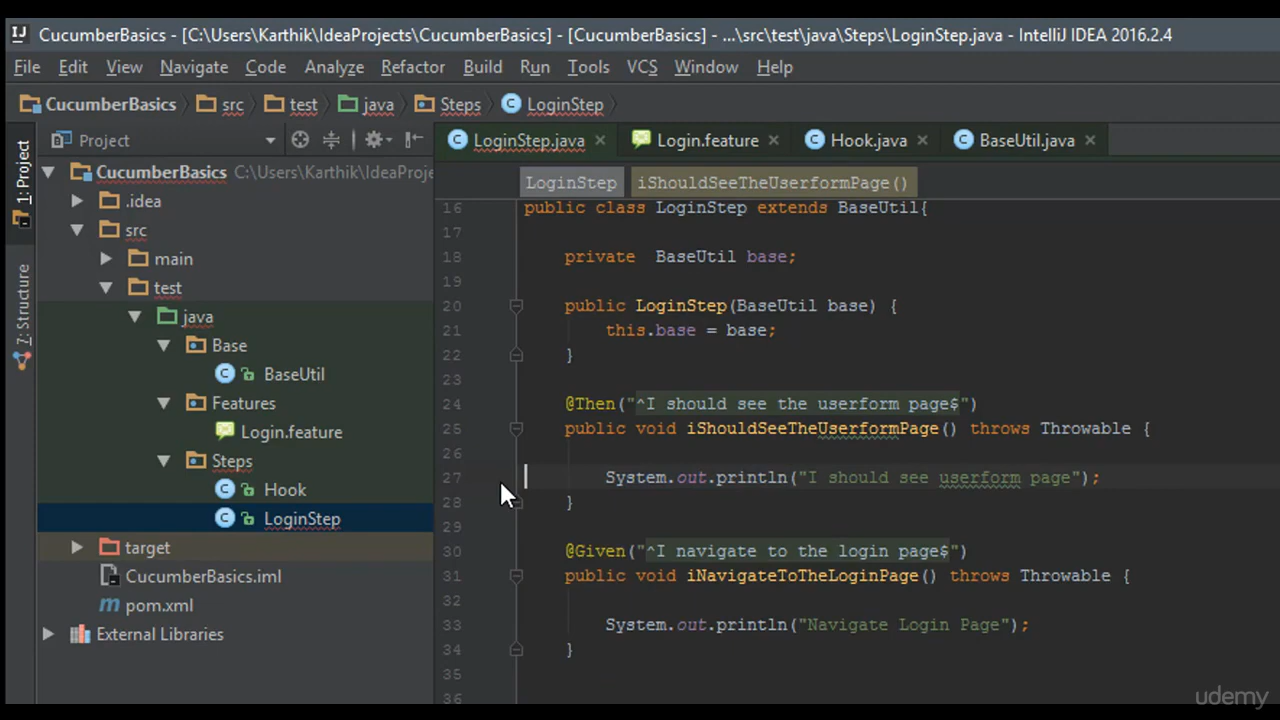 CucumberBasics - [C:\Users\Karthik\IdeaProjects\CucumberBasics] - [CucumberBasics] - ...\src\test\java\Steps\LoginStep.java - IntelliJ IDEA 2016.2.4
File Edit View Navigate Code Analyze Refactor Build Run Tools VCS Window Help
CucumberBasics src test java Steps LoginStep
1: Project
7: Structure
Project
CucumberBasics C:\Users\Karthik\IdeaProje
.idea
src
main
test
java
Base
BaseUtil
Features
Login.feature
Steps
Hook
LoginStep
target
CucumberBasics.iml
pom.xml
External Libraries
LoginStep.java Login.feature Hook.java BaseUtil.java
LoginStep iShouldSeeTheUserformPage()
16 public class LoginStep extends BaseUtil{
17
18 private  BaseUtil base;
19
20 public LoginStep(BaseUtil base) {
21 this.base = base;
22 }
23
24 @Then("^I should see the userform page$")
25 public void iShouldSeeTheUserformPage() throws Throwable {
26
27 System.out.println("I should see userform page");
28 }
29
30 @Given("^I navigate to the login page$")
31 public void iNavigateToTheLoginPage() throws Throwable {
32
33 System.out.println("Navigate Login Page");
34 }
35
36
udemy